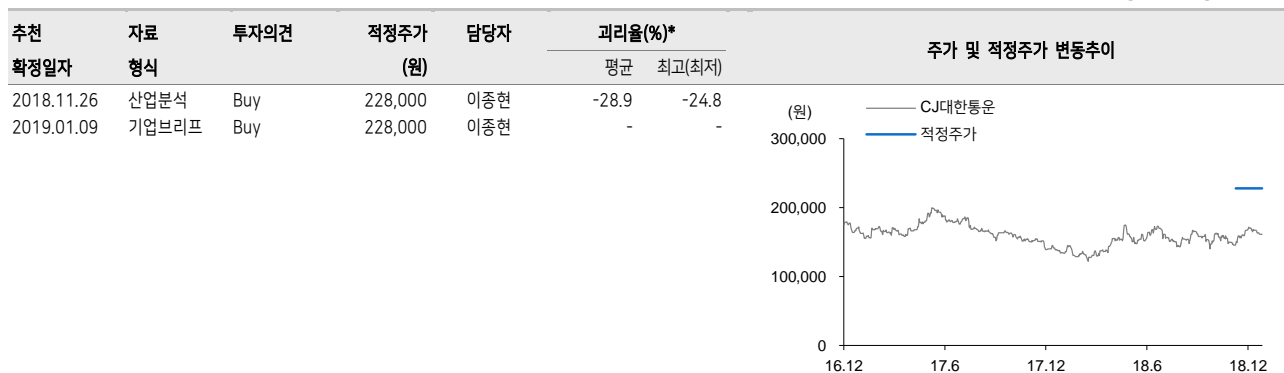 추천 자료 투자의견 적정주가 담당자 괴리율(%)* 주가 및 적정주가 변동추이
확정일자 형식 (원) 평균 최고(최저)
2018.11.26 산업분석 Buy 228,000 이종현 -28.9 -24.8
2019.01.09 기업브리프 Buy 228,000 이종현 - -
(원)
CJ대한통운
적정주가
300,000
200,000
100,000
0
16.12 17.6 17.12 18.6 18.12